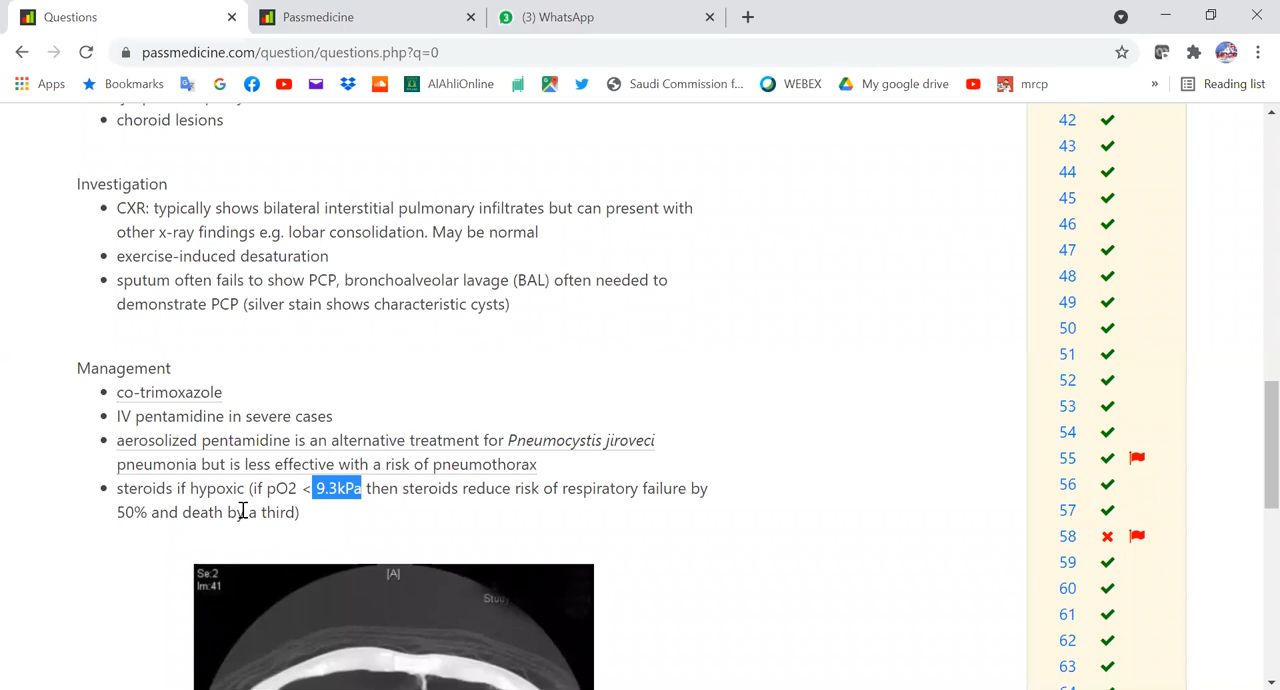 Questions
Passmedicine
(3) WhatsApp
passmedicine.com/question/questions.php?q=0
Apps
Bookmarks
AlAhliOnline
Saudi Commission f...
WEBEX
My google drive
mrcp
»
Reading list
• choroid lesions
Investigation
• CXR: typically shows bilateral interstitial pulmonary infiltrates but can present with
other x-ray findings e.g. lobar consolidation. May be normal
• exercise-induced desaturation
• sputum often fails to show PCP, bronchoalveolar lavage (BAL) often needed to
demonstrate PCP (silver stain shows characteristic cysts)
Management
• co-trimoxazole
• IV pentamidine in severe cases
• aerosolized pentamidine is an alternative treatment for Pneumocystis jiroveci
pneumonia but is less effective with a risk of pneumothorax
• steroids if hypoxic (if pO2 < 9.3kPa then steroids reduce risk of respiratory failure by
50% and death by a third)
Se:2
Im:41
[A]
Study
42
43
44
45
46
47
48
49
50
51
52
53
54
55
56
57
58
59
60
61
62
63